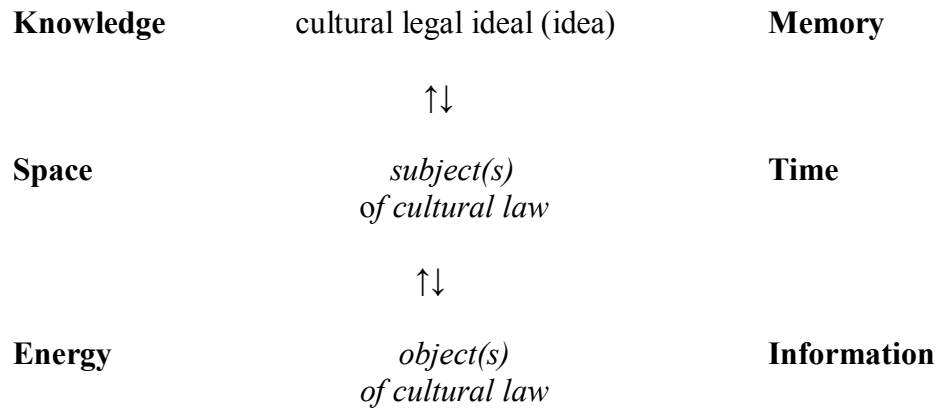 Knowledge cultural legal ideal (idea) Memory
↑↓
Space subject(s) Time
of cultural law
↑↓
Energy object(s) Information
of cultural law